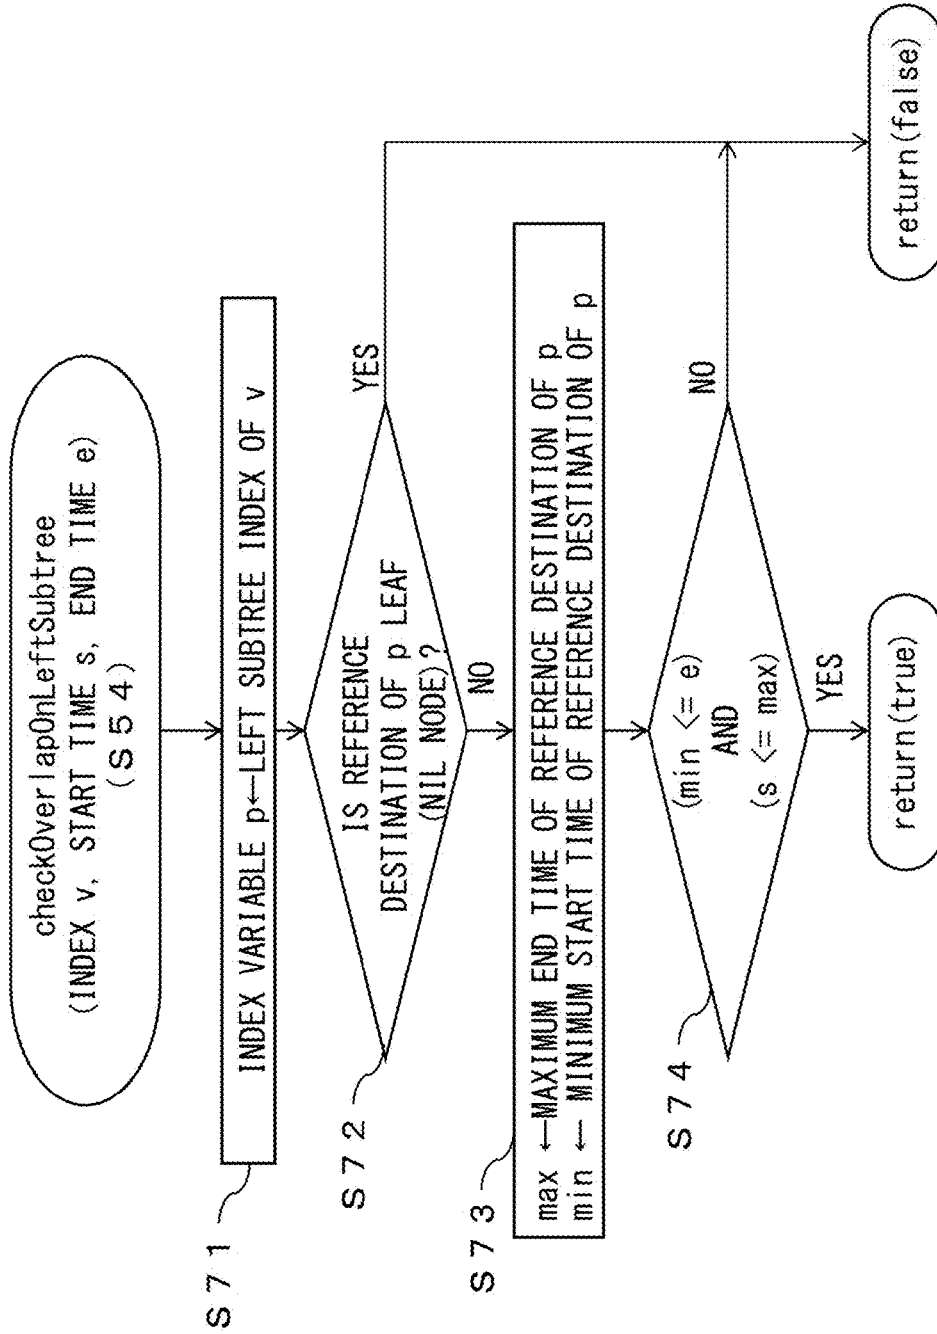 checkOverlapOnLeftSubtree
(INDEX v, START TIME s, END TIME e)
(S54)
S71
INDEX VARIABLE p←LEFT SUBTREE INDEX OF v
S72
IS REFERENCE
DESTINATION OF p LEAF
(NIL NODE)?
YES
NO
S73
max ←MAXIMUM END TIME OF REFERENCE DESTINATION OF p
min ← MINIMUM START TIME OF REFERENCE DESTINATION OF p
S74
(min <= e)
AND
(s <= max)
NO
YES
return(true)
return(false)